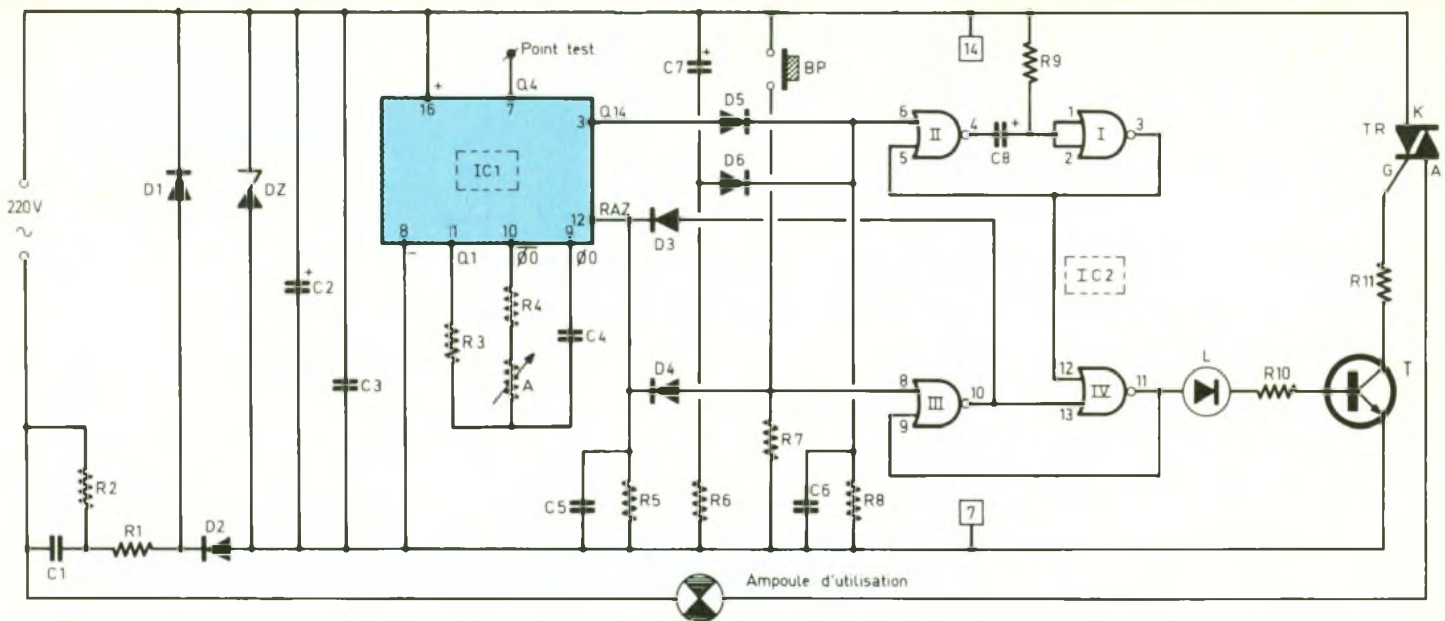 220V
~
R2
C1
R1
D1
D2
DZ
+
C2
C3
Point test
+
Q4
16
7
3
Q14
IC1
12
RAZ
8
1
10
9
-
Q1
Ø0
Ø0
R3
R4
A
C4
D3
D4
C5
R5
C7
+
D5
D6
R6
BP
R7
C6
R8
14
R9
6
5
II
4
+
C8
1
2
I
3
IC2
8
9
III
10
12
13
IV
11
7
L
R10
T
R11
TR
K
G
A
Ampoule d'utilisation